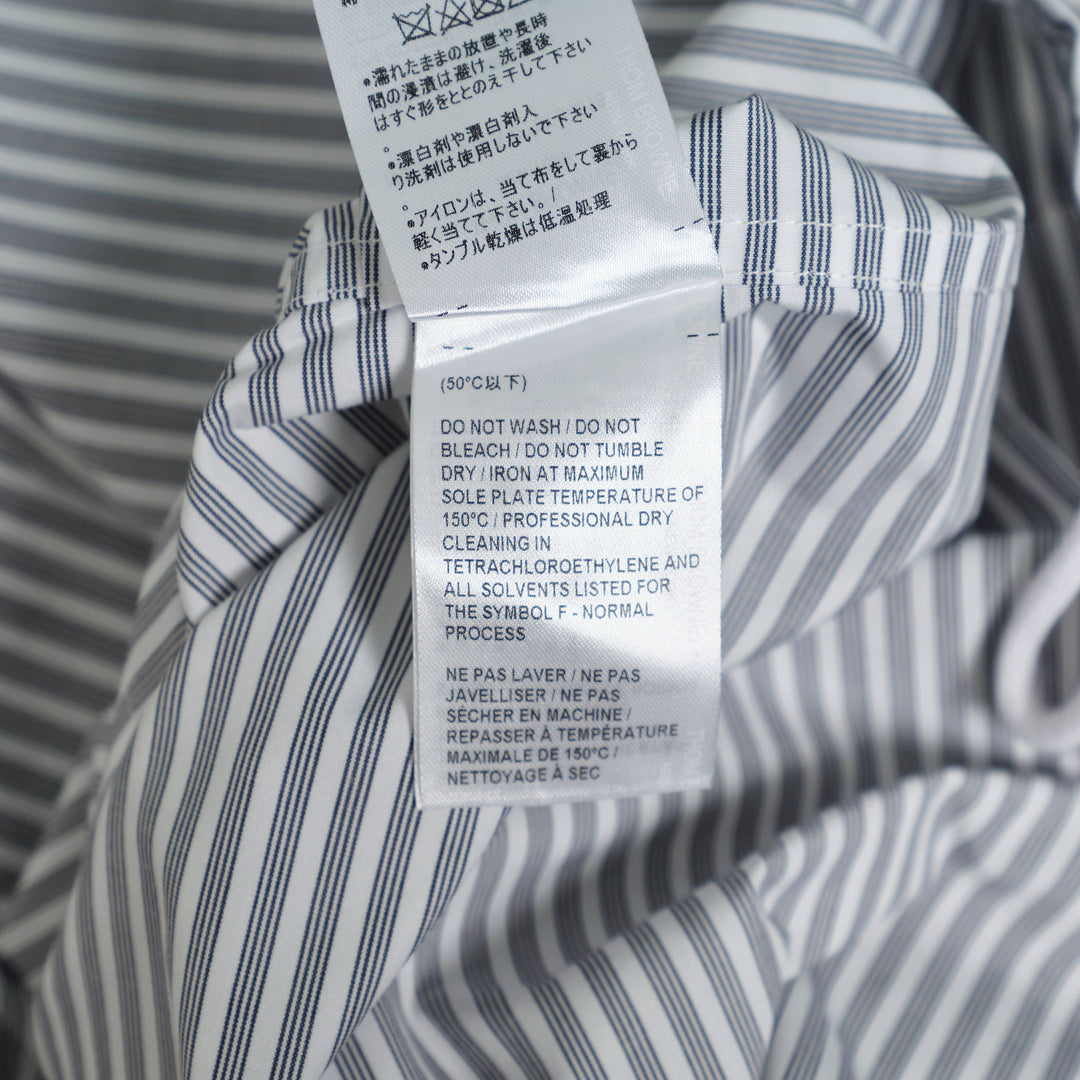 •濡れたままの放置や長時
間の浸漬は避け、洗濯後
はすぐ形をととのえ干して下さい
。
•漂白剤や漂白剤入
り洗剤は使用しないで下さい
。
•アイロンは、当て布をして裏から
軽く当てて下さい。/
•タンブル乾燥は低温処理
(50°C以下)
DO NOT WASH / DO NOT
BLEACH / DO NOT TUMBLE
DRY / IRON AT MAXIMUM
SOLE PLATE TEMPERATURE OF
150°C / PROFESSIONAL DRY
CLEANING IN
TETRACHLOROETHYLENE AND
ALL SOLVENTS LISTED FOR
THE SYMBOL F - NORMAL
PROCESS
NE PAS LAVER / NE PAS
JAVELLISER / NE PAS
SÉCHER EN MACHINE /
REPASSER À TEMPÉRATURE
MAXIMALE DE 150°C /
NETTOYAGE À SEC